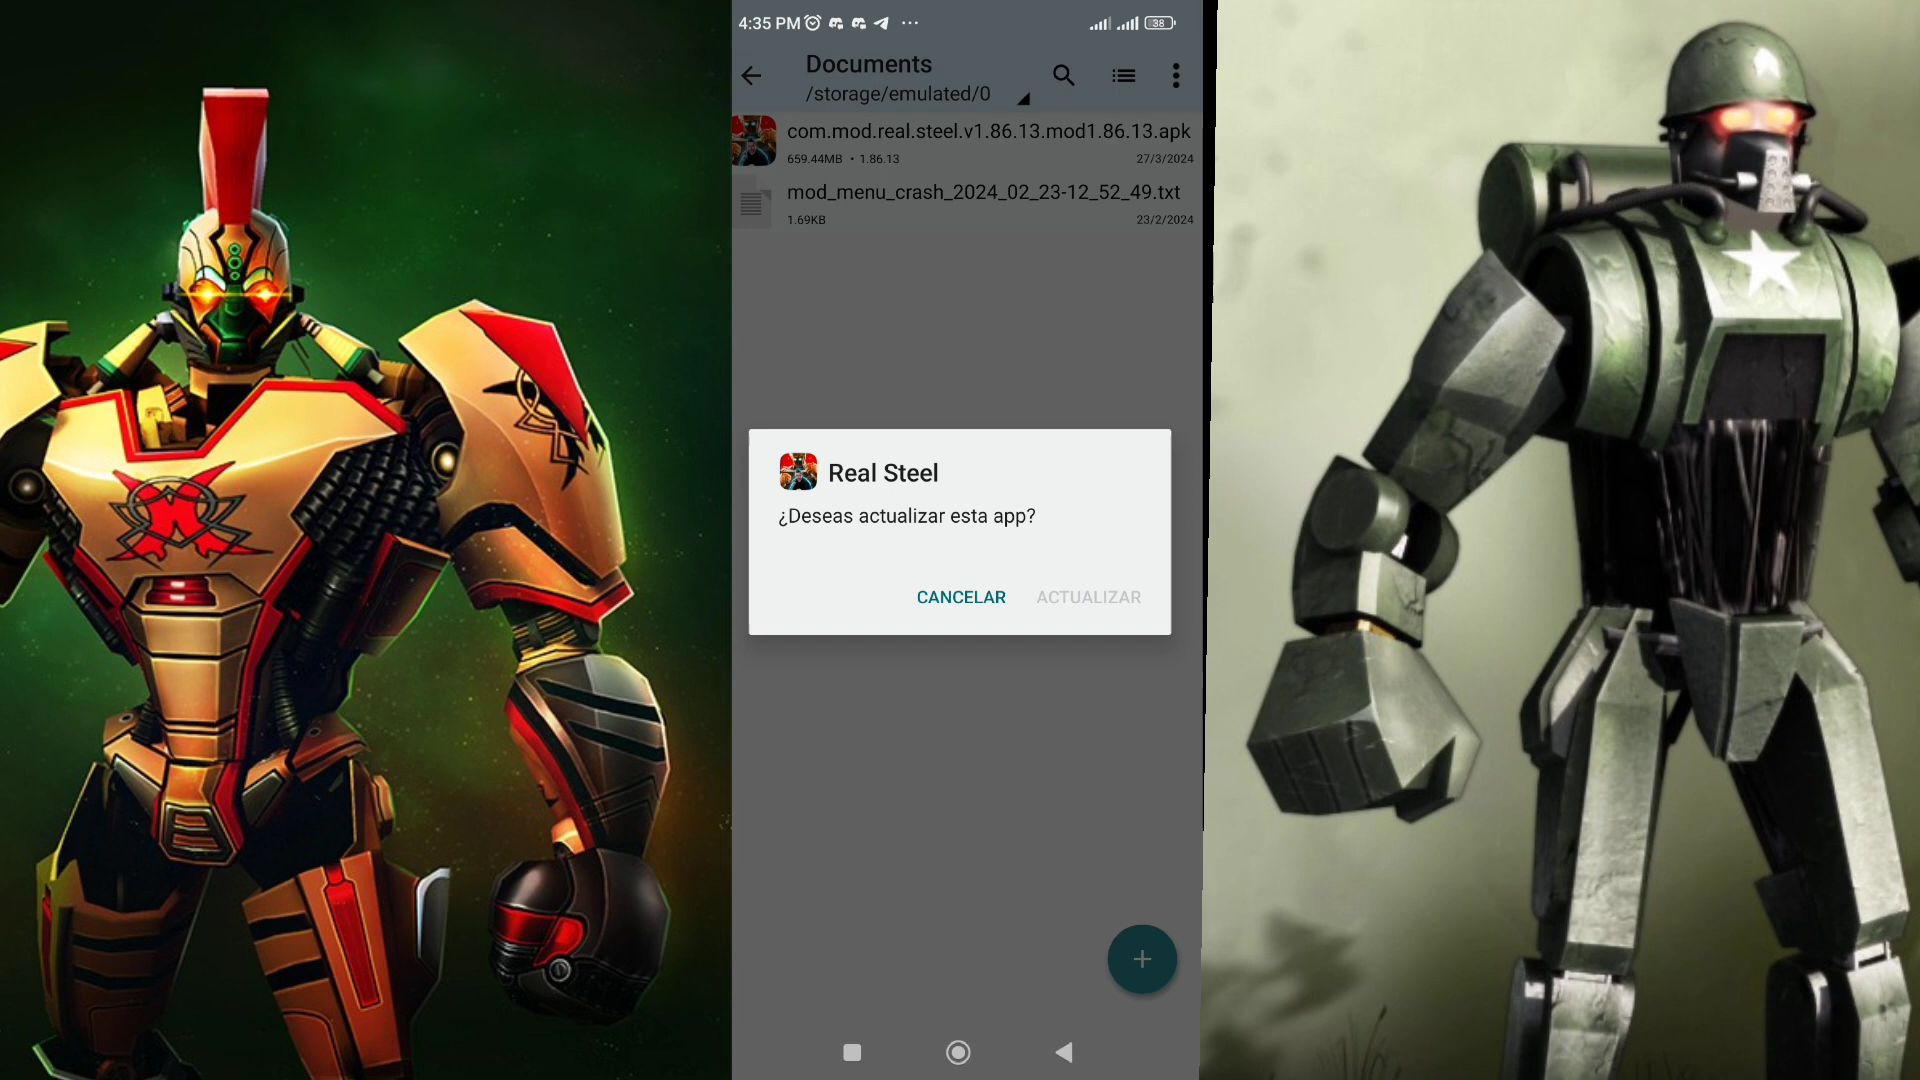 4:35 PM
38
Documents
/storage/emulated/0
com.mod.real.steel.v1.86.13.mod1.86.13.apk
659.44MB • 1.86.13
27/3/2024
mod_menu_crash_2024_02_23-12_52_49.txt
1.69KB
23/2/2024
Real Steel
¿Deseas actualizar esta app?
CANCELAR
ACTUALIZAR